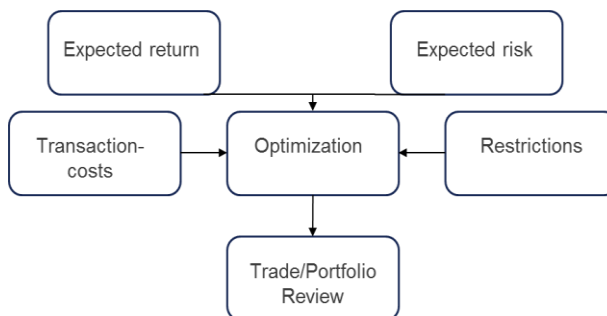 Expected return
Expected risk
Transaction-
costs
Optimization
Restrictions
Trade/Portfolio
Review